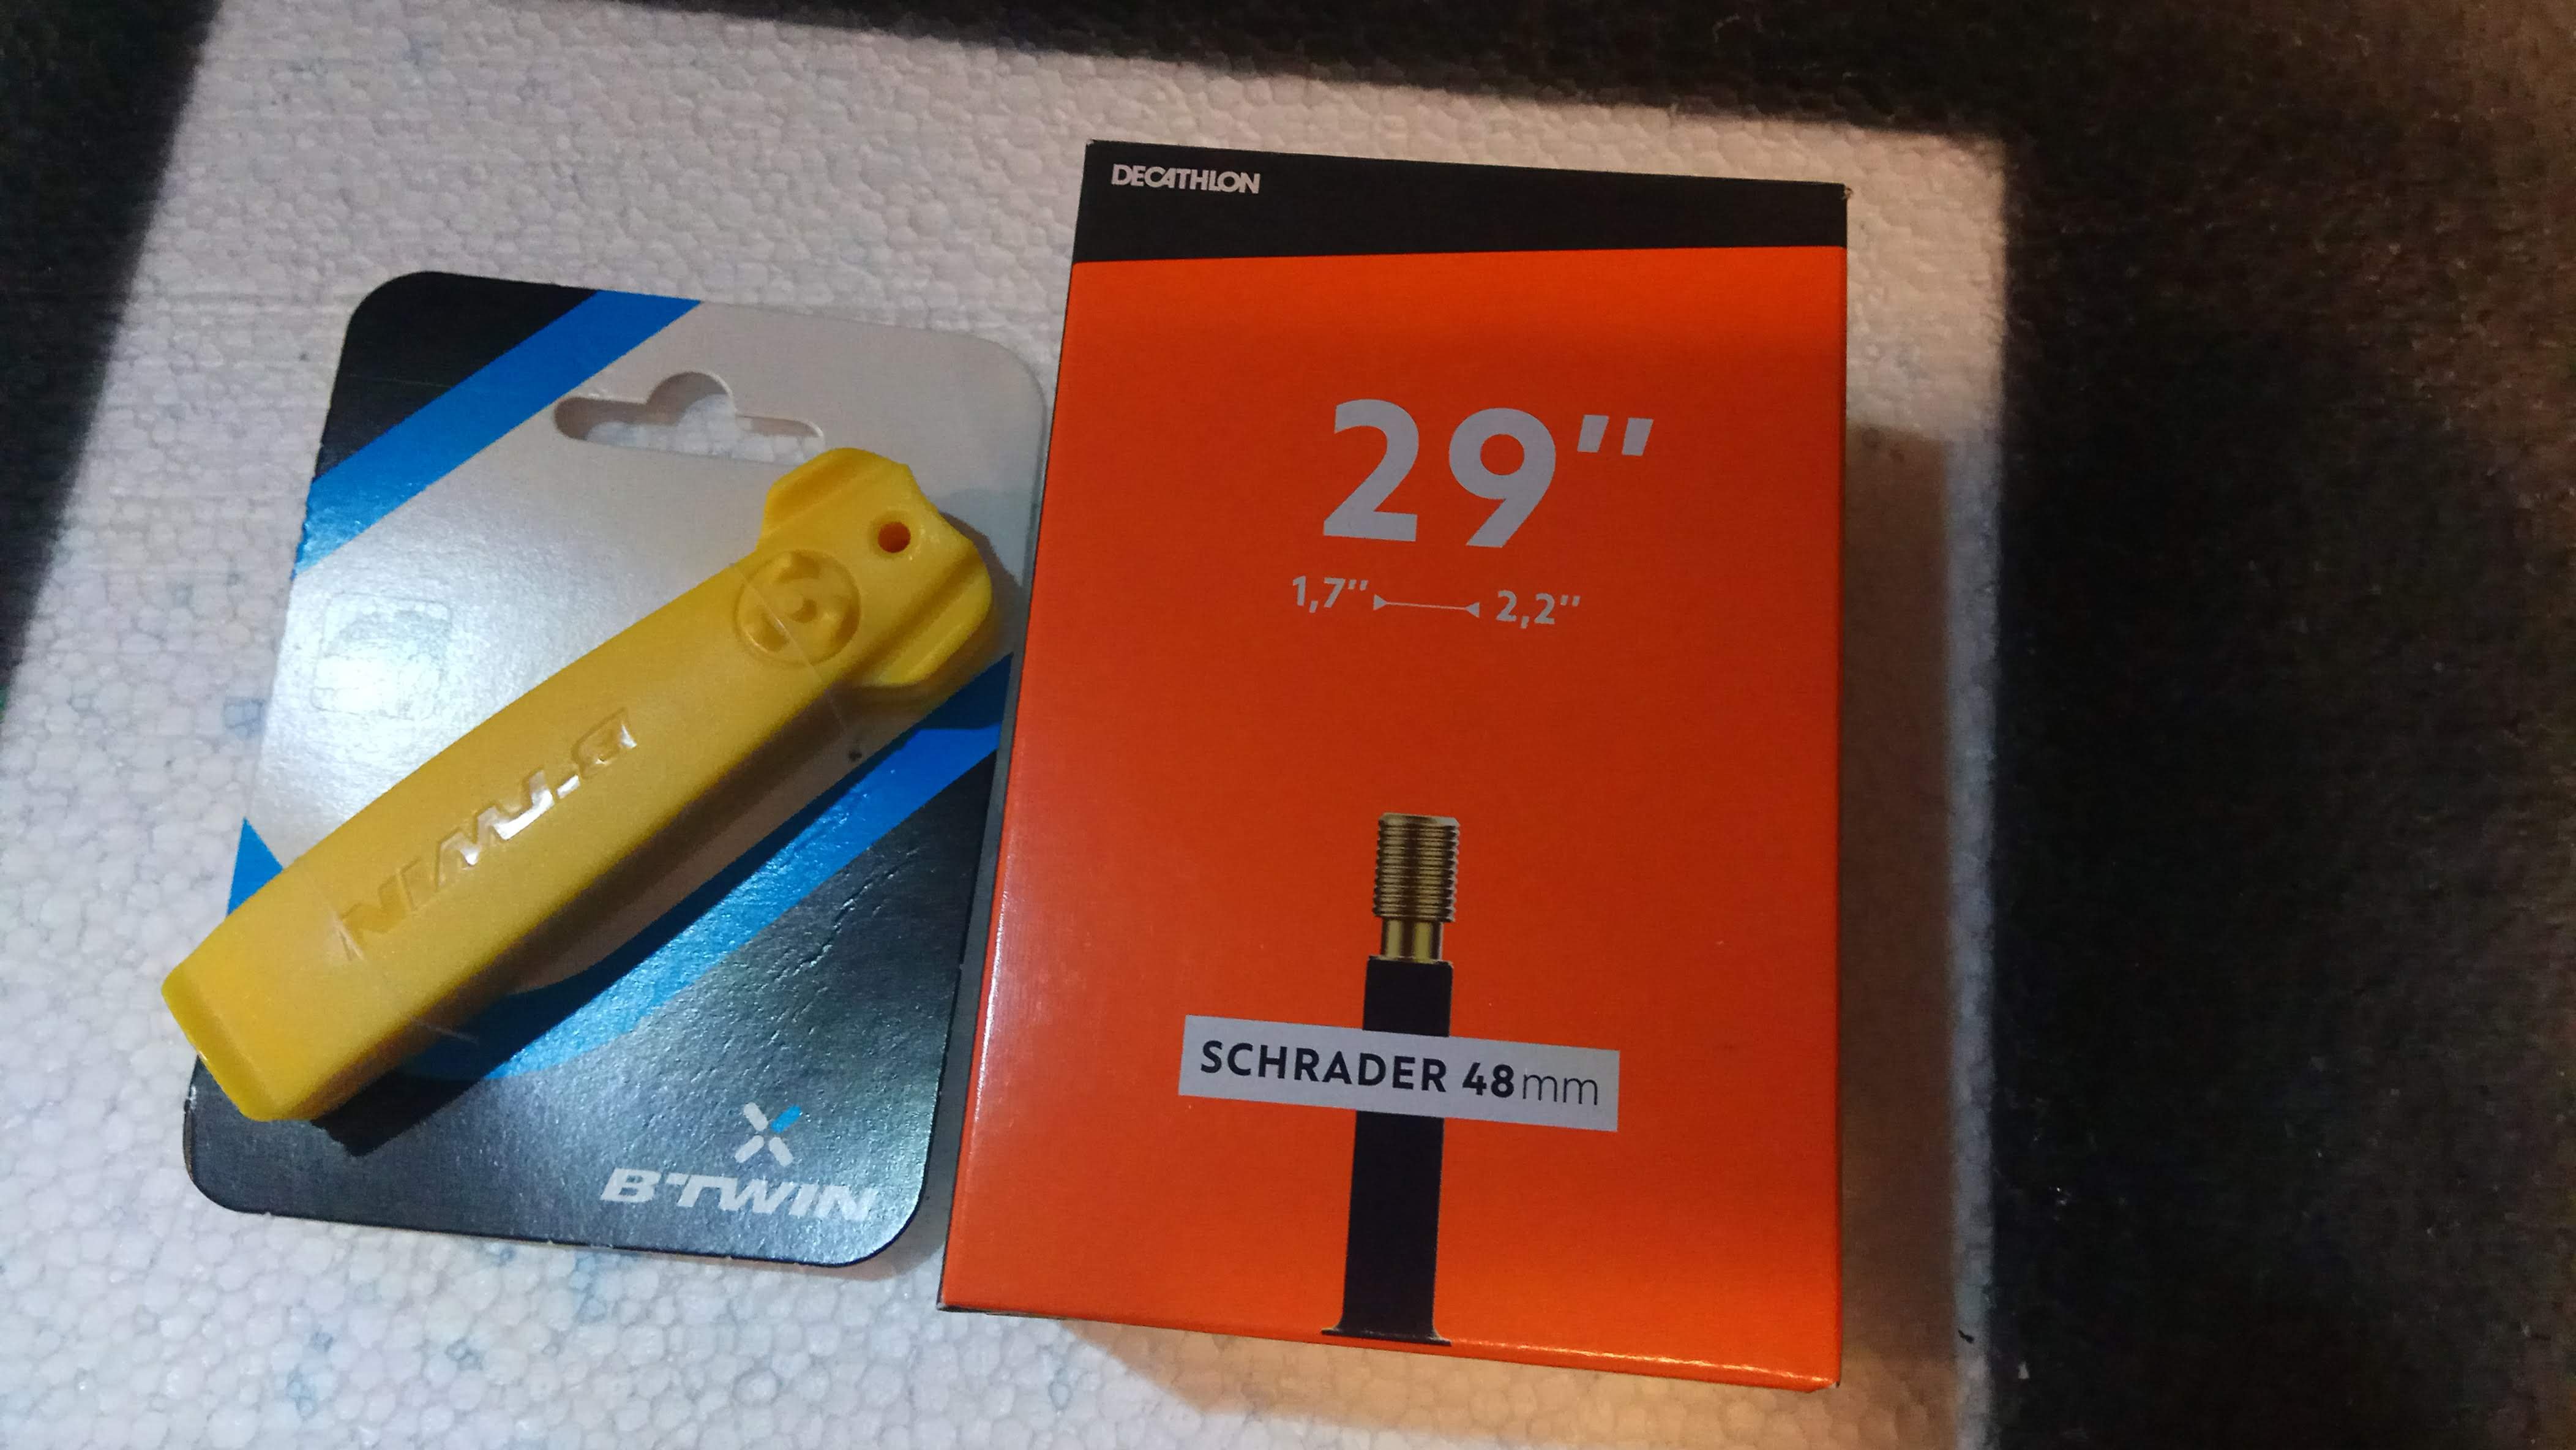 B'TWIN
B'TWIN
DECATHLON
29"
1,7" 2,2"
SCHRADER 48mm